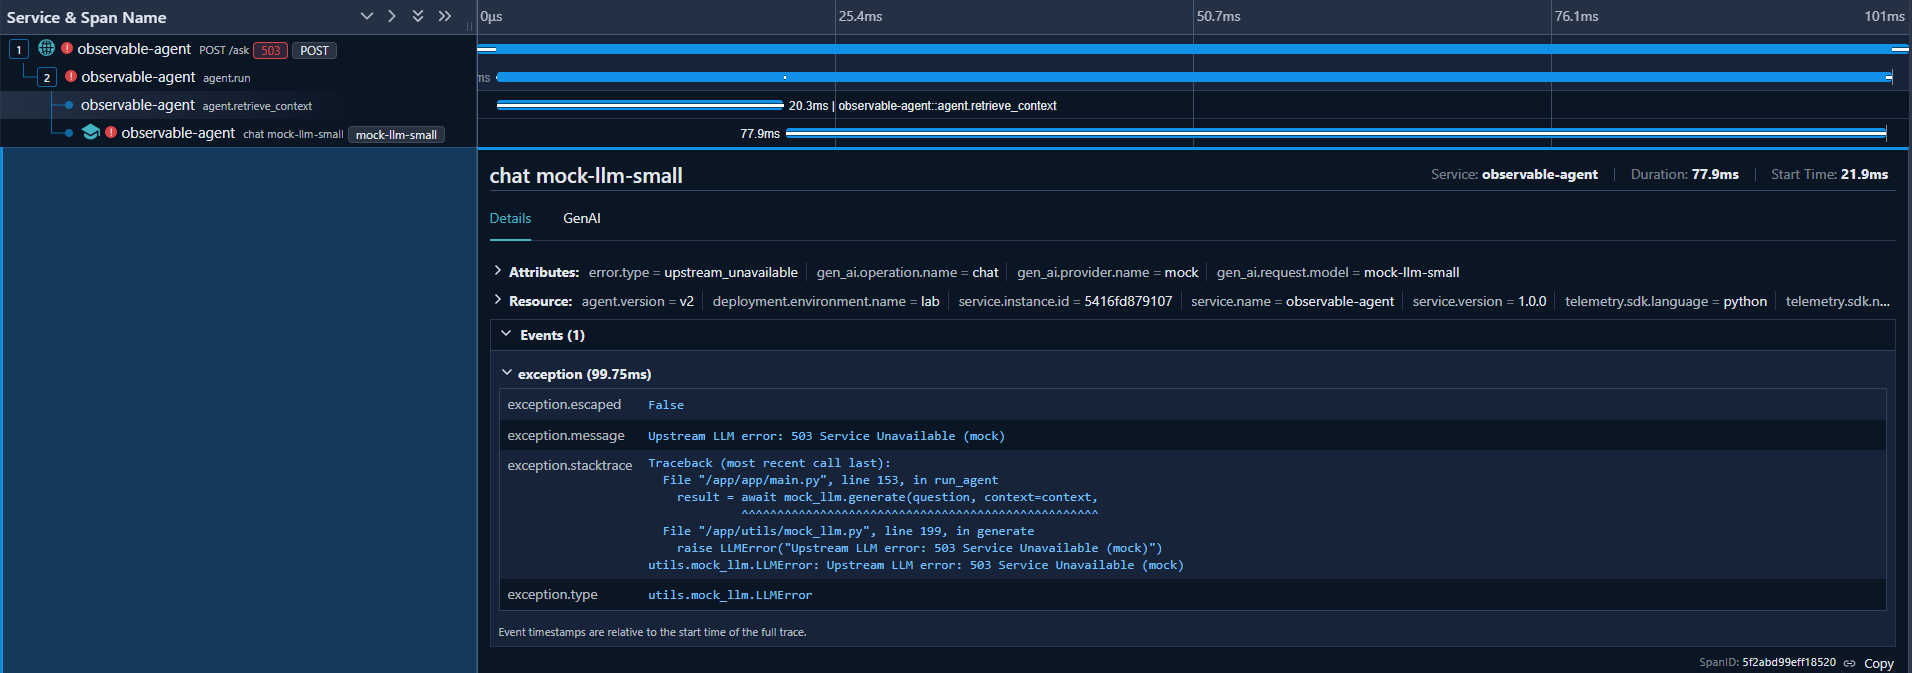 Service & Span Name
0μs 25.4ms 50.7ms 76.1ms 101ms
1 observable-agent POST /ask 503 POST
2 observable-agent agent.run
ms
observable-agent agent.retrieve_context
20.3ms | observable-agent::agent.retrieve_context
observable-agent chat mock-llm-small mock-llm-small
77.9ms
chat mock-llm-small
Service: observable-agent Duration: 77.9ms Start Time: 21.9ms
Details GenAI
Attributes: error.type = upstream_unavailable gen_ai.operation.name = chat gen_ai.provider.name = mock gen_ai.request.model = mock-llm-small
Resource: agent.version = v2 deployment.environment.name = lab service.instance.id = 5416fd879107 service.name = observable-agent service.version = 1.0.0 telemetry.sdk.language = python telemetry.sdk.n...
Events (1)
exception (99.75ms)
exception.escaped False
exception.message Upstream LLM error: 503 Service Unavailable (mock)
exception.stacktrace Traceback (most recent call last):
File "/app/app/main.py", line 153, in run_agent
result = await mock_llm.generate(question, context=context,
^^^^^^^^^^^^^^^^^^^^^^^^^^^^^^^^^^^^^^^^^^^^^^^^^^
File "/app/utils/mock_llm.py", line 199, in generate
raise LLMError("Upstream LLM error: 503 Service Unavailable (mock)")
utils.mock_llm.LLMError: Upstream LLM error: 503 Service Unavailable (mock)
exception.type utils.mock_llm.LLMError
Event timestamps are relative to the start time of the full trace.
SpanID: 5f2abd99eff18520 Copy